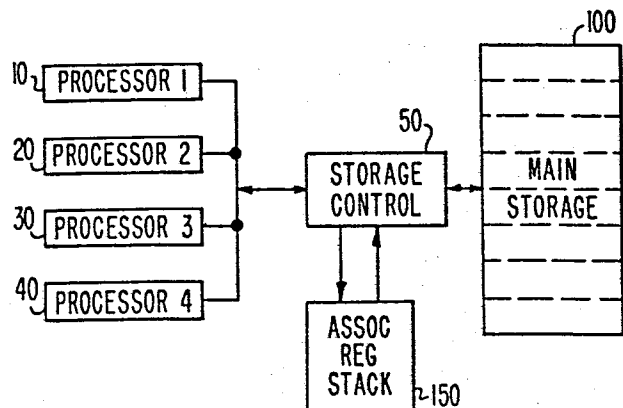 10 PROCESSOR 1
20 PROCESSOR 2
30 PROCESSOR 3
40 PROCESSOR 4
50
STORAGE
CONTROL
100
MAIN
STORAGE
ASSOC
REG
STACK
150